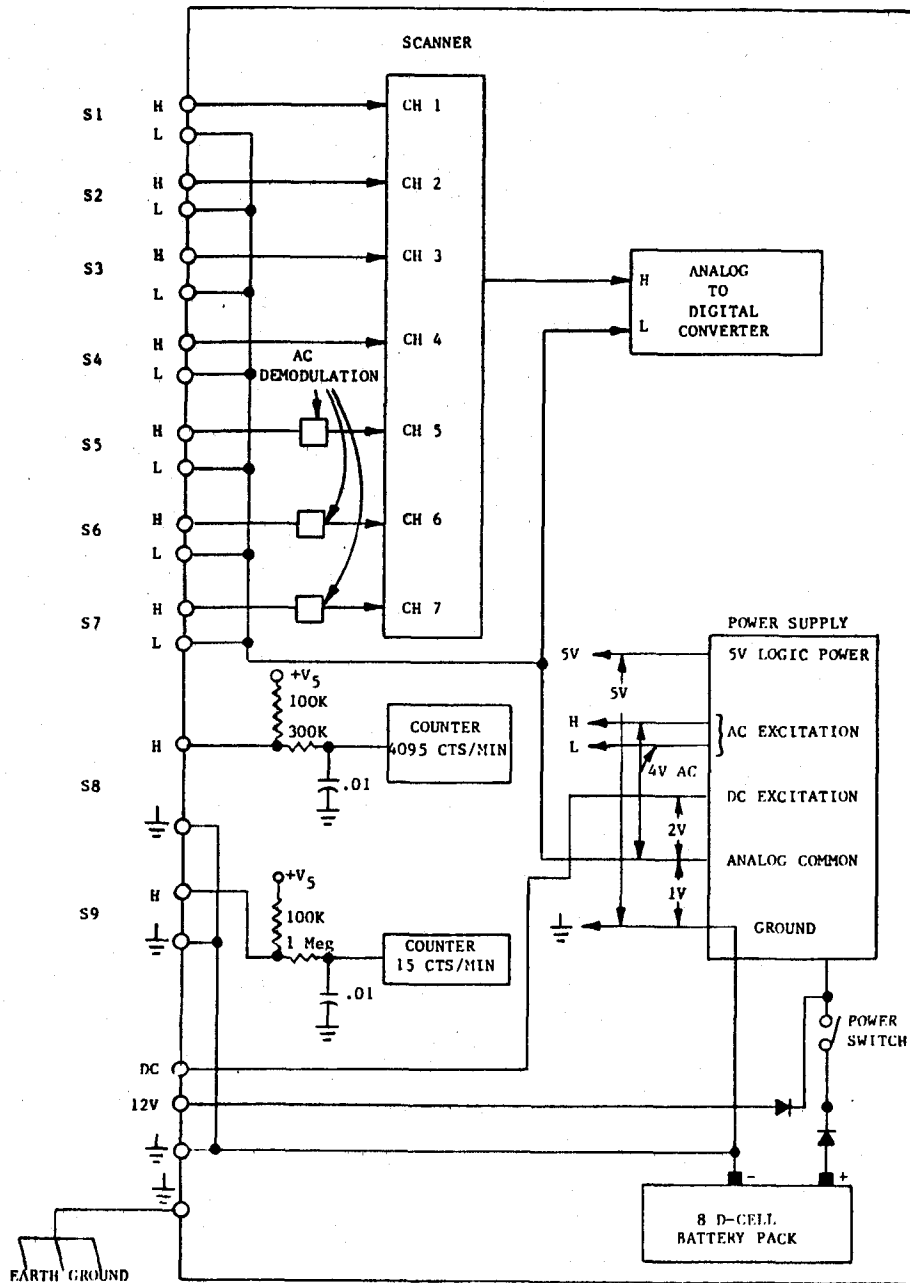 SCANNER
S1 H CH 1
L
S2 H CH 2
L
S3 H CH 3
L
S4 H CH 4
L
AC
DEMODULATION
S5 H CH 5
L
S6 H CH 6
L
S7 H CH 7
L
H ANALOG
TO
DIGITAL
L CONVERTER
POWER SUPPLY
5V 5V LOGIC POWER
5V
H AC EXCITATION
L
4V AC
DC EXCITATION
2V
ANALOG COMMON
1V
GROUND
+V5
100K
300K
S8 H
.01
COUNTER
4095 CTS/MIN
+V5
100K
1 Meg
S9 H
.01
COUNTER
15 CTS/MIN
POWER
SWITCH
DC
12V
- +
8 D-CELL
BATTERY PACK
EARTH GROUND